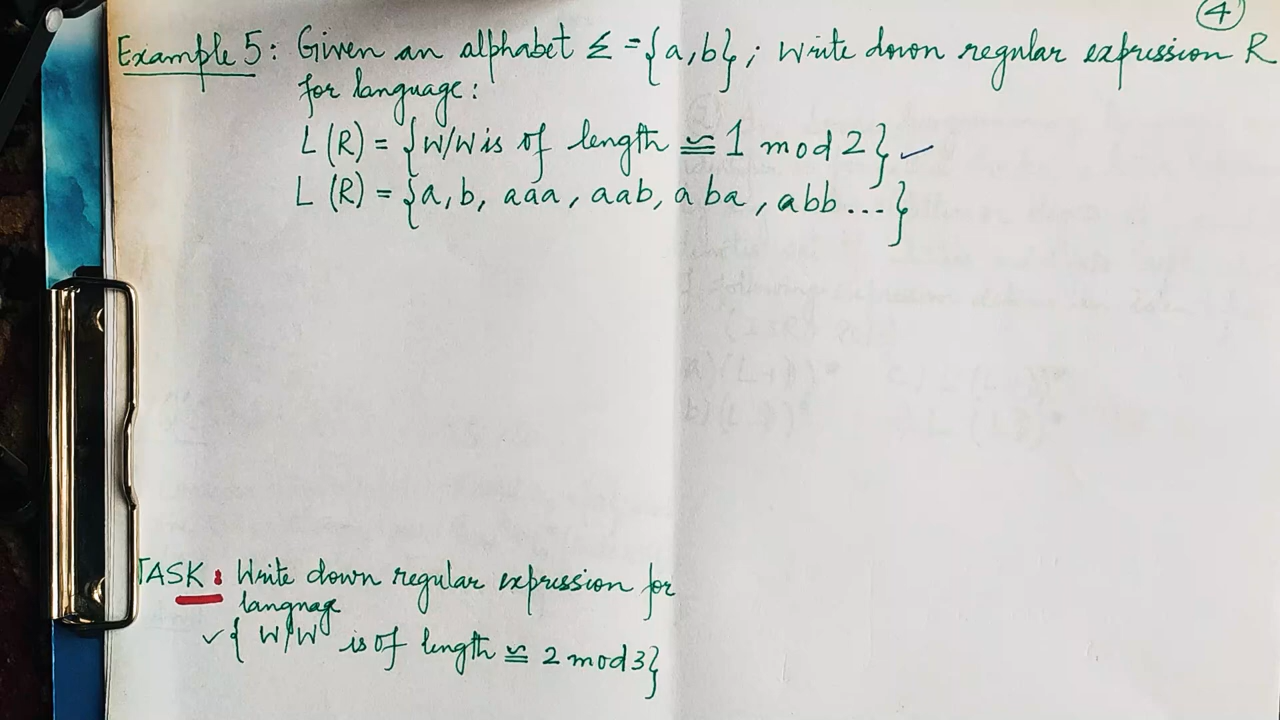 4
Example 5: Given an alphabet Σ = {a,b}; Write down regular expression R
for language:
L (R) = {W/W is of length ≌ 1 mod 2} ✓
L (R) = {a, b, aaa, aab, aba, abb ... }
TASK: Write down regular expression for
language
✓ { W/W is of length ≌ 2 mod 3}